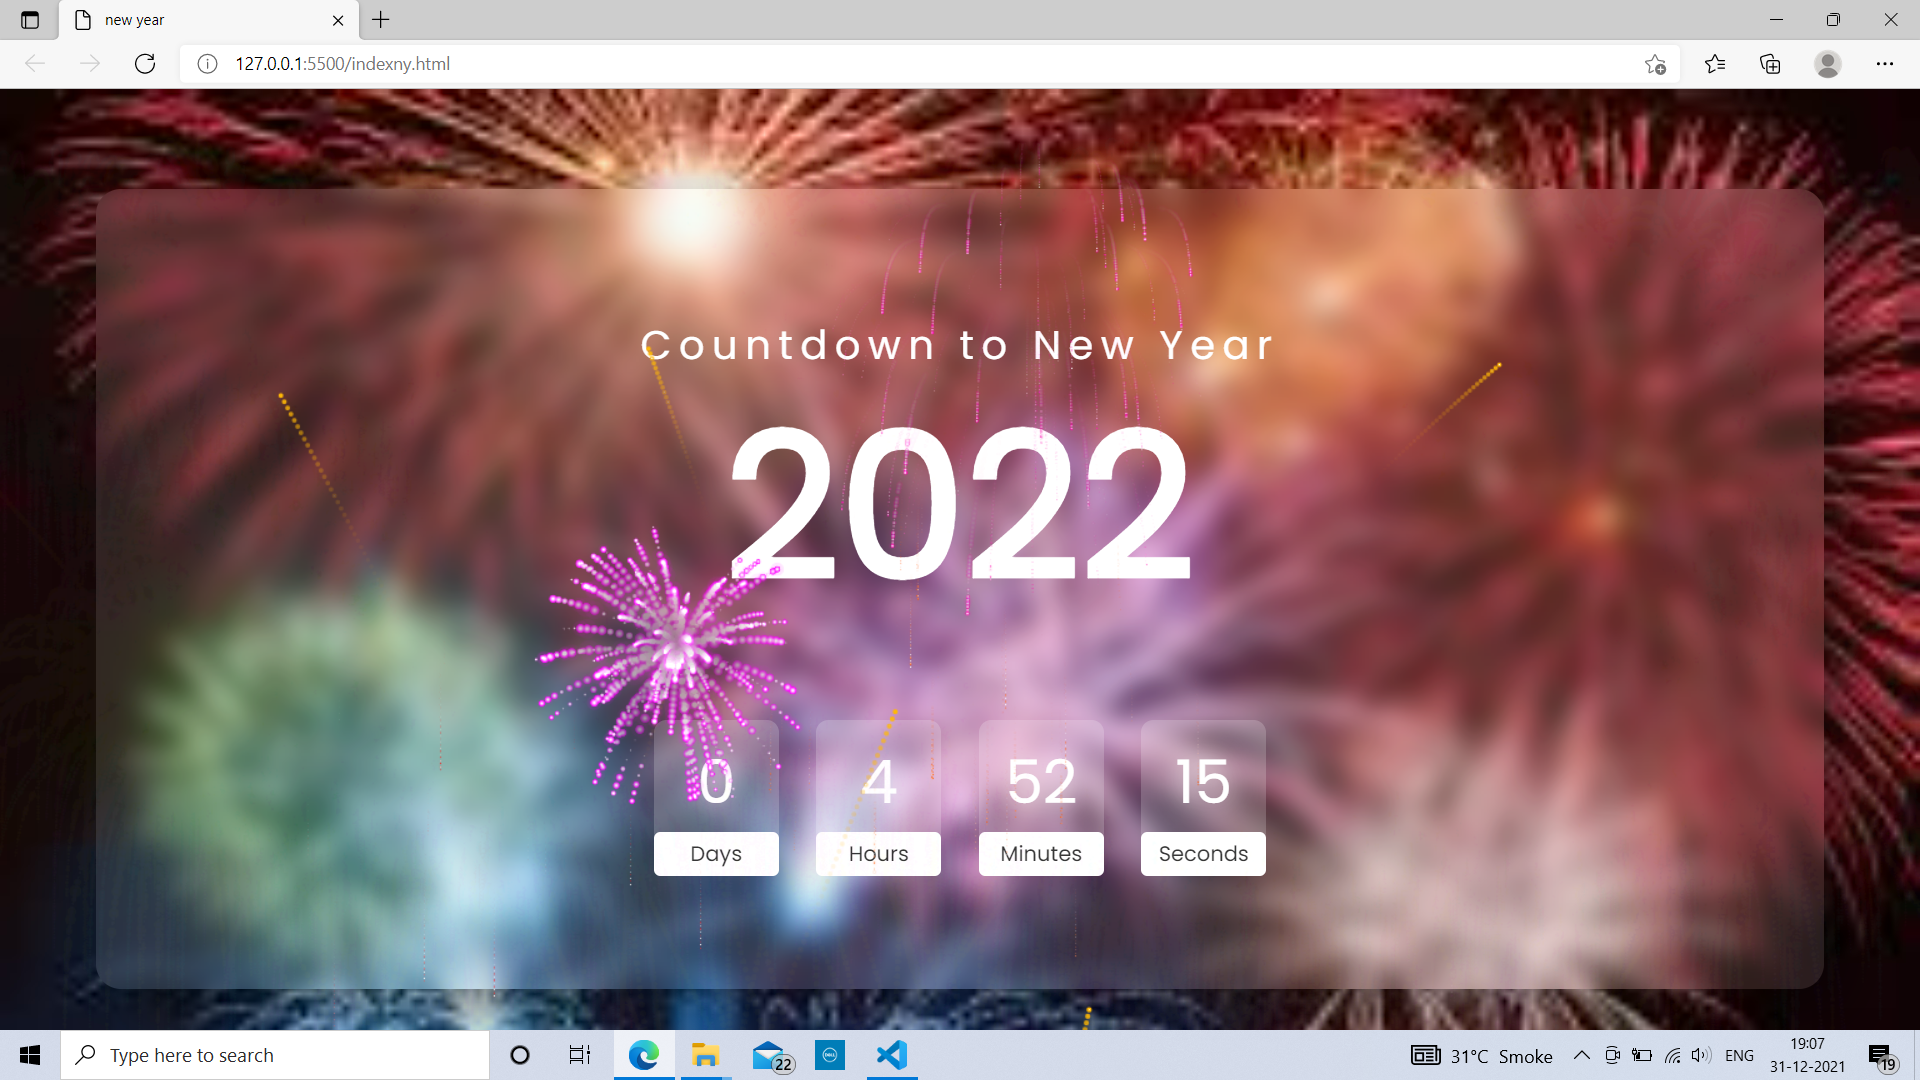 new year
127.0.0.1:5500/indexny.html
Countdown to New Year
2022
0 4 52 15
Days Hours Minutes Seconds
Type here to search
22
DELL
31°C Smoke
ENG
19:07
31-12-2021
19